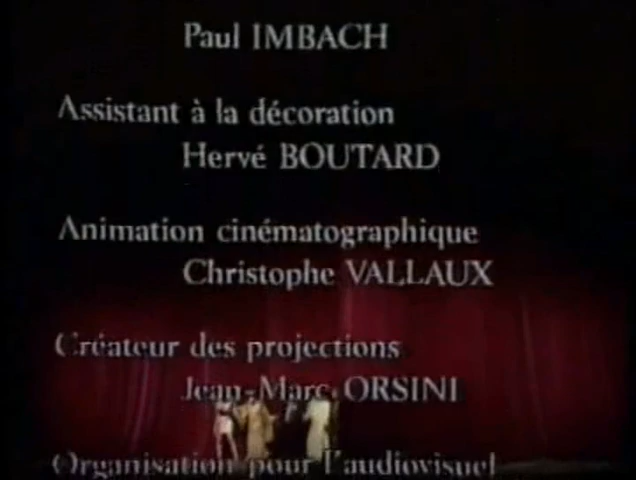 Paul IMBACH
Assistant à la décoration
Hervé BOUTARD
Animation cinématographique
Christophe VALLAUX
Créateur des projections
Jean-Marc ORSINI
Organisation pour l'audiovisuel